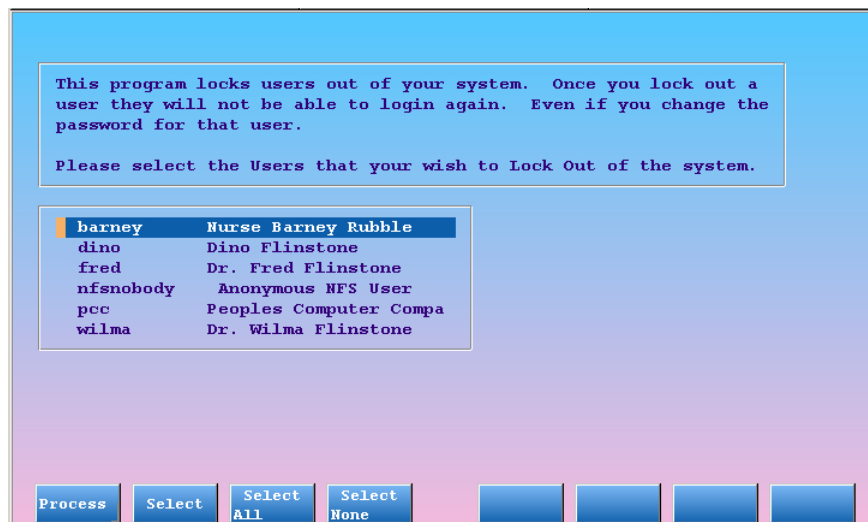 This program locks users out of your system.  Once you lock out a
user they will not be able to login again.  Even if you change the
password for that user.
Please select the Users that your wish to Lock Out of the system.
barney Nurse Barney Rubble
dino Dino Flinstone
fred Dr. Fred Flinstone
nfsnobody Anonymous NFS User
pcc Peoples Computer Compa
wilma Dr. Wilma Flinstone
Process Select Select All Select None